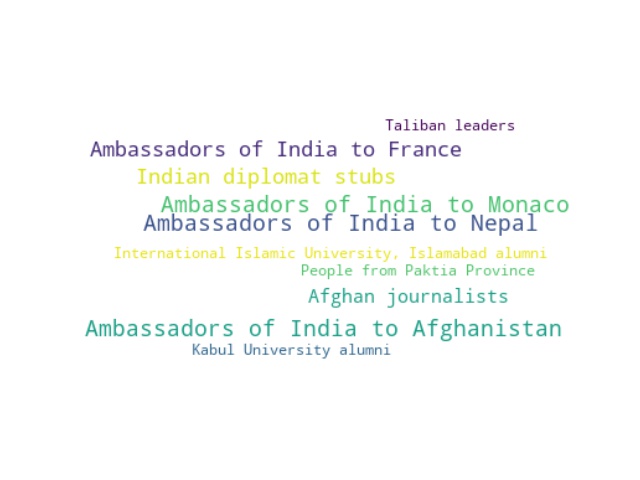 Taliban leaders
Ambassadors of India to France
Indian diplomat stubs
Ambassadors of India to Monaco
Ambassadors of India to Nepal
International Islamic University, Islamabad alumni
People from Paktia Province
Afghan journalists
Ambassadors of India to Afghanistan
Kabul University alumni